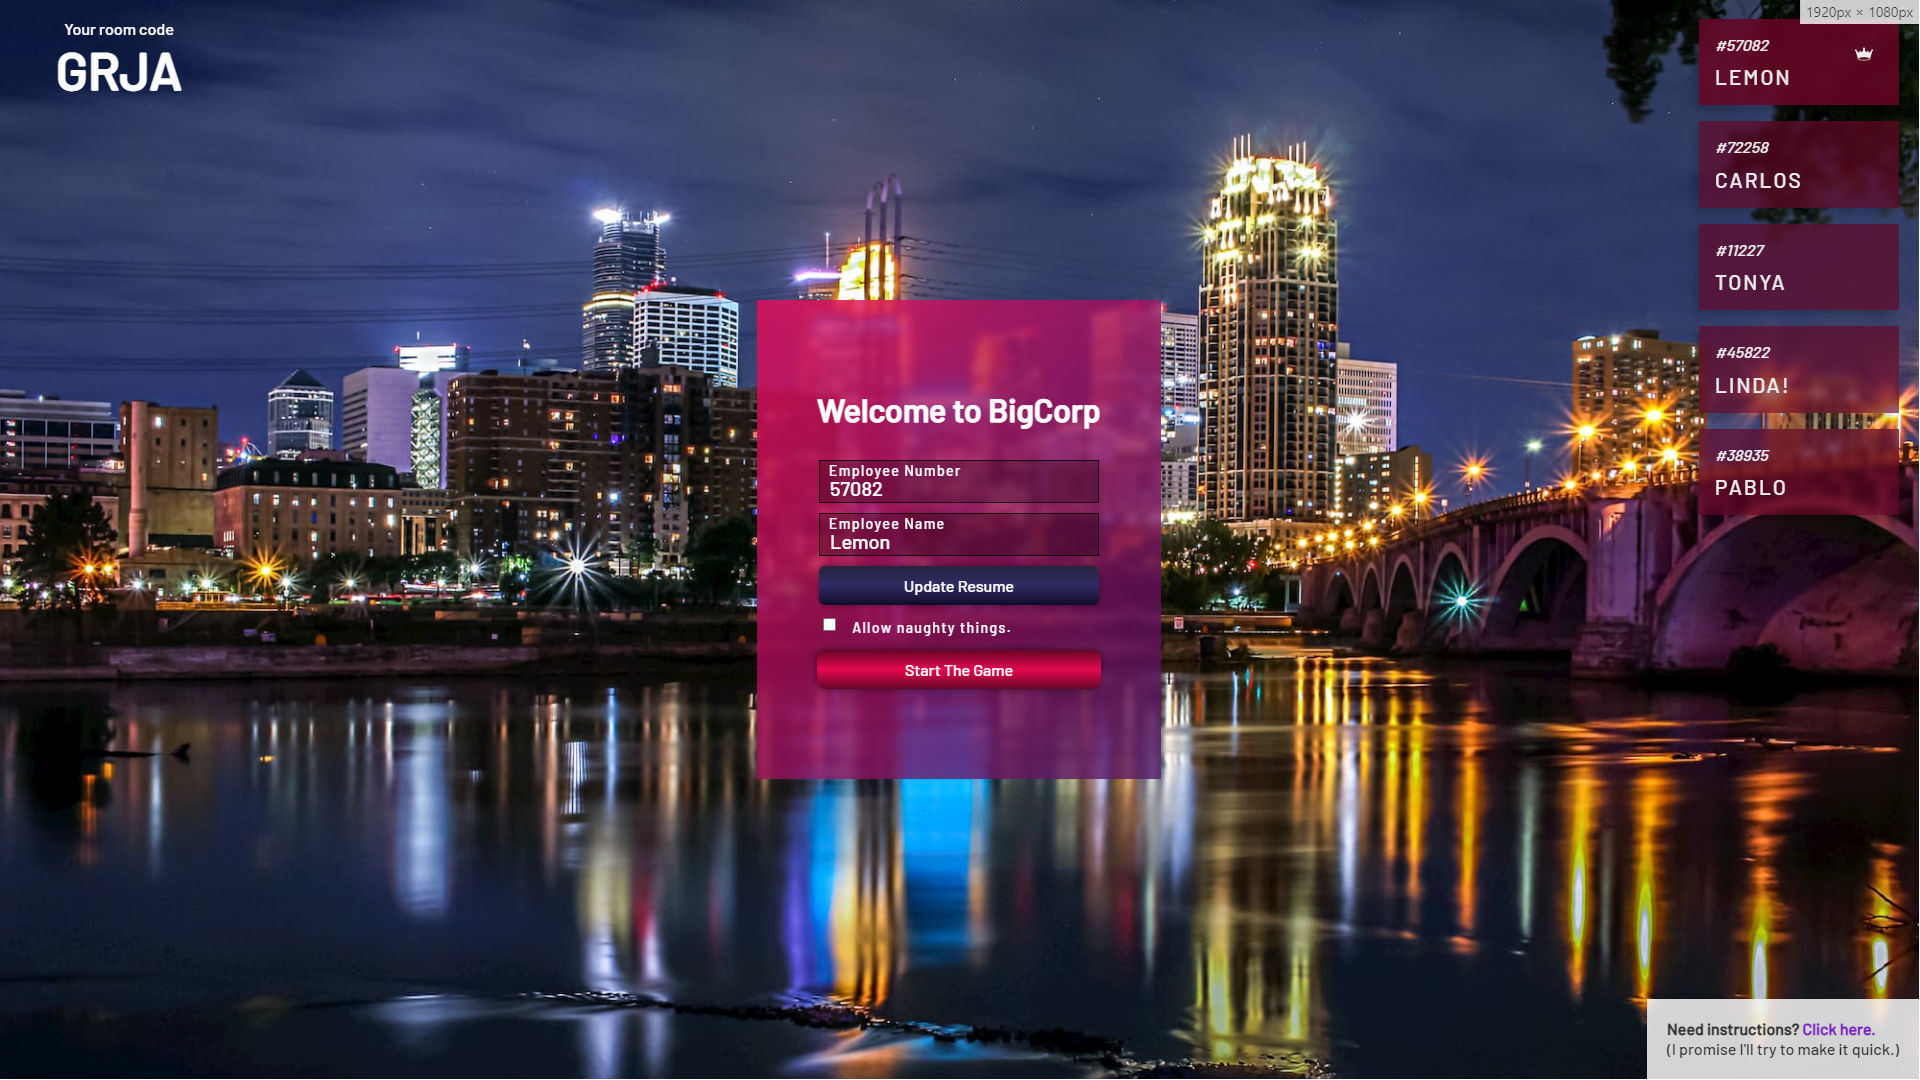 Your room code
GRJA
1920px × 1080px
#57082
LEMON
#72258
CARLOS
#11227
TONYA
#45822
LINDA!
#38935
PABLO
Welcome to BigCorp
Employee Number
57082
Employee Name
Lemon
Update Resume
Allow naughty things.
Start The Game
Need instructions? Click here.
(I promise I'll try to make it quick.)